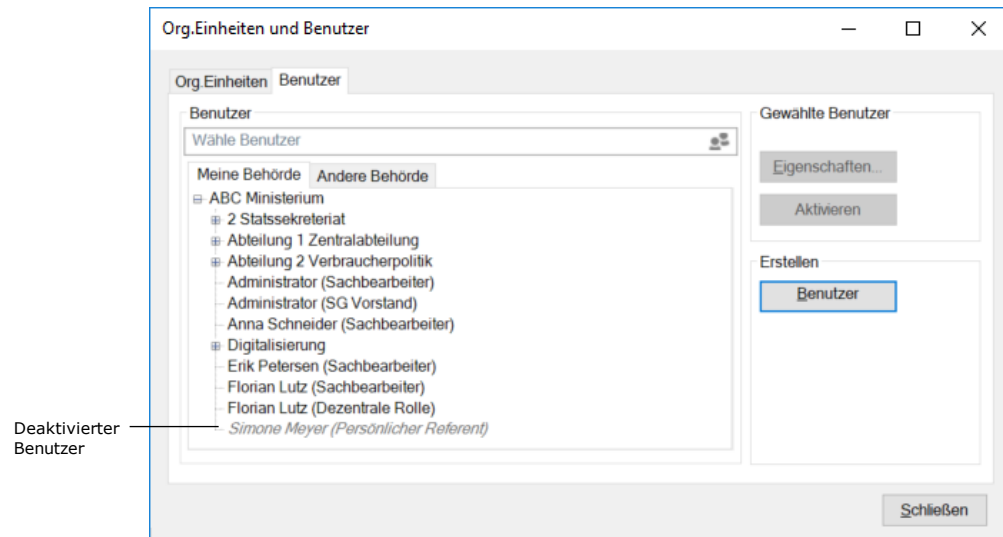 Org.Einheiten und Benutzer
Org.Einheiten Benutzer
Benutzer
Wähle Benutzer
Meine Behörde Andere Behörde
ABC Ministerium
2 Statssekreteriat
Abteilung 1 Zentralabteilung
Abteilung 2 Verbraucherpolitik
Administrator (Sachbearbeiter)
Administrator (SG Vorstand)
Anna Schneider (Sachbearbeiter)
Digitalisierung
Erik Petersen (Sachbearbeiter)
Florian Lutz (Sachbearbeiter)
Florian Lutz (Dezentrale Rolle)
Simone Meyer (Persönlicher Referent)
Gewählte Benutzer
Eigenschaften...
Aktivieren
Erstellen
Benutzer
Schließen
Deaktivierter
Benutzer